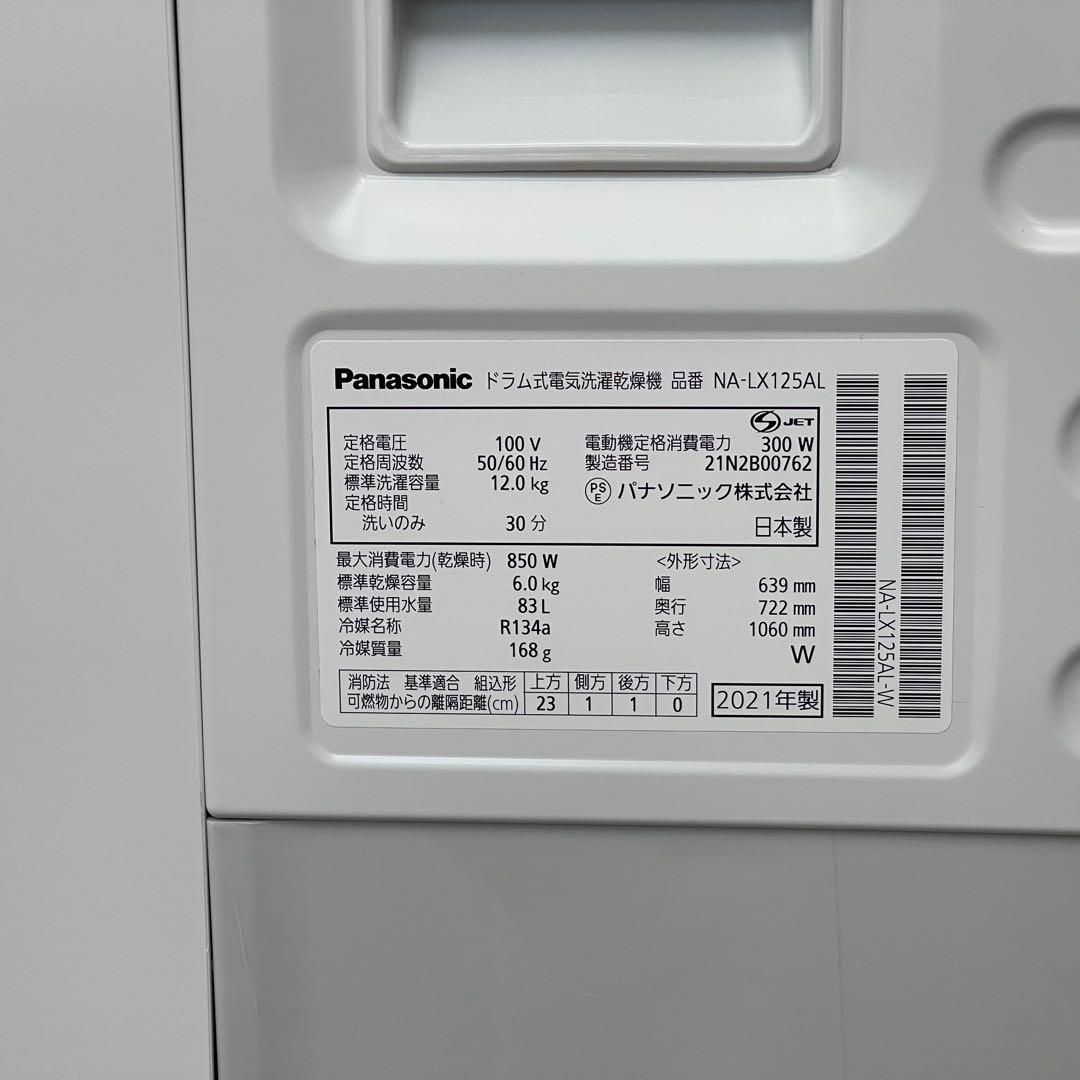 Panasonic ドラム式電気洗濯乾燥機 品番 NA-LX125AL
S JET
定格電圧 100 V 電動機定格消費電力 300 W
定格周波数 50/60 Hz 製造番号 21N2B00762
標準洗濯容量 12.0 kg PSE パナソニック株式会社
定格時間
洗いのみ 30 分 日本製
最大消費電力(乾燥時) 850 W <外形寸法>
標準乾燥容量 6.0 kg 幅 639 mm
標準使用水量 83 L 奥行 722 mm
冷媒名称 R134a 高さ 1060 mm
冷媒質量 168 g W
消防法 基準適合 組込形 上方 側方 後方 下方
可燃物からの離隔距離(cm) 23 1 1 0
2021年製
NA-LX125AL-W